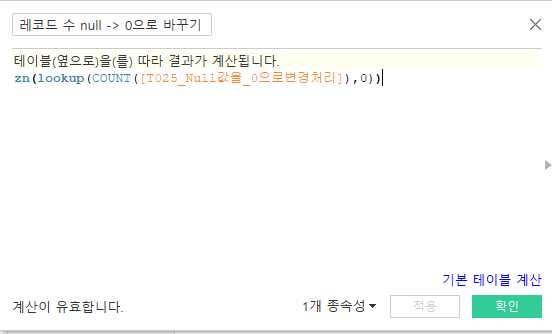 레코드 수 null -> 0으로 바꾸기
테이블(옆으로)을(를) 따라 결과가 계산됩니다.
zn(lookup(COUNT([T025_Null값을_0으로변경처리]),0))
기본 테이블 계산
계산이 유효합니다.
1개 종속성
적용
확인